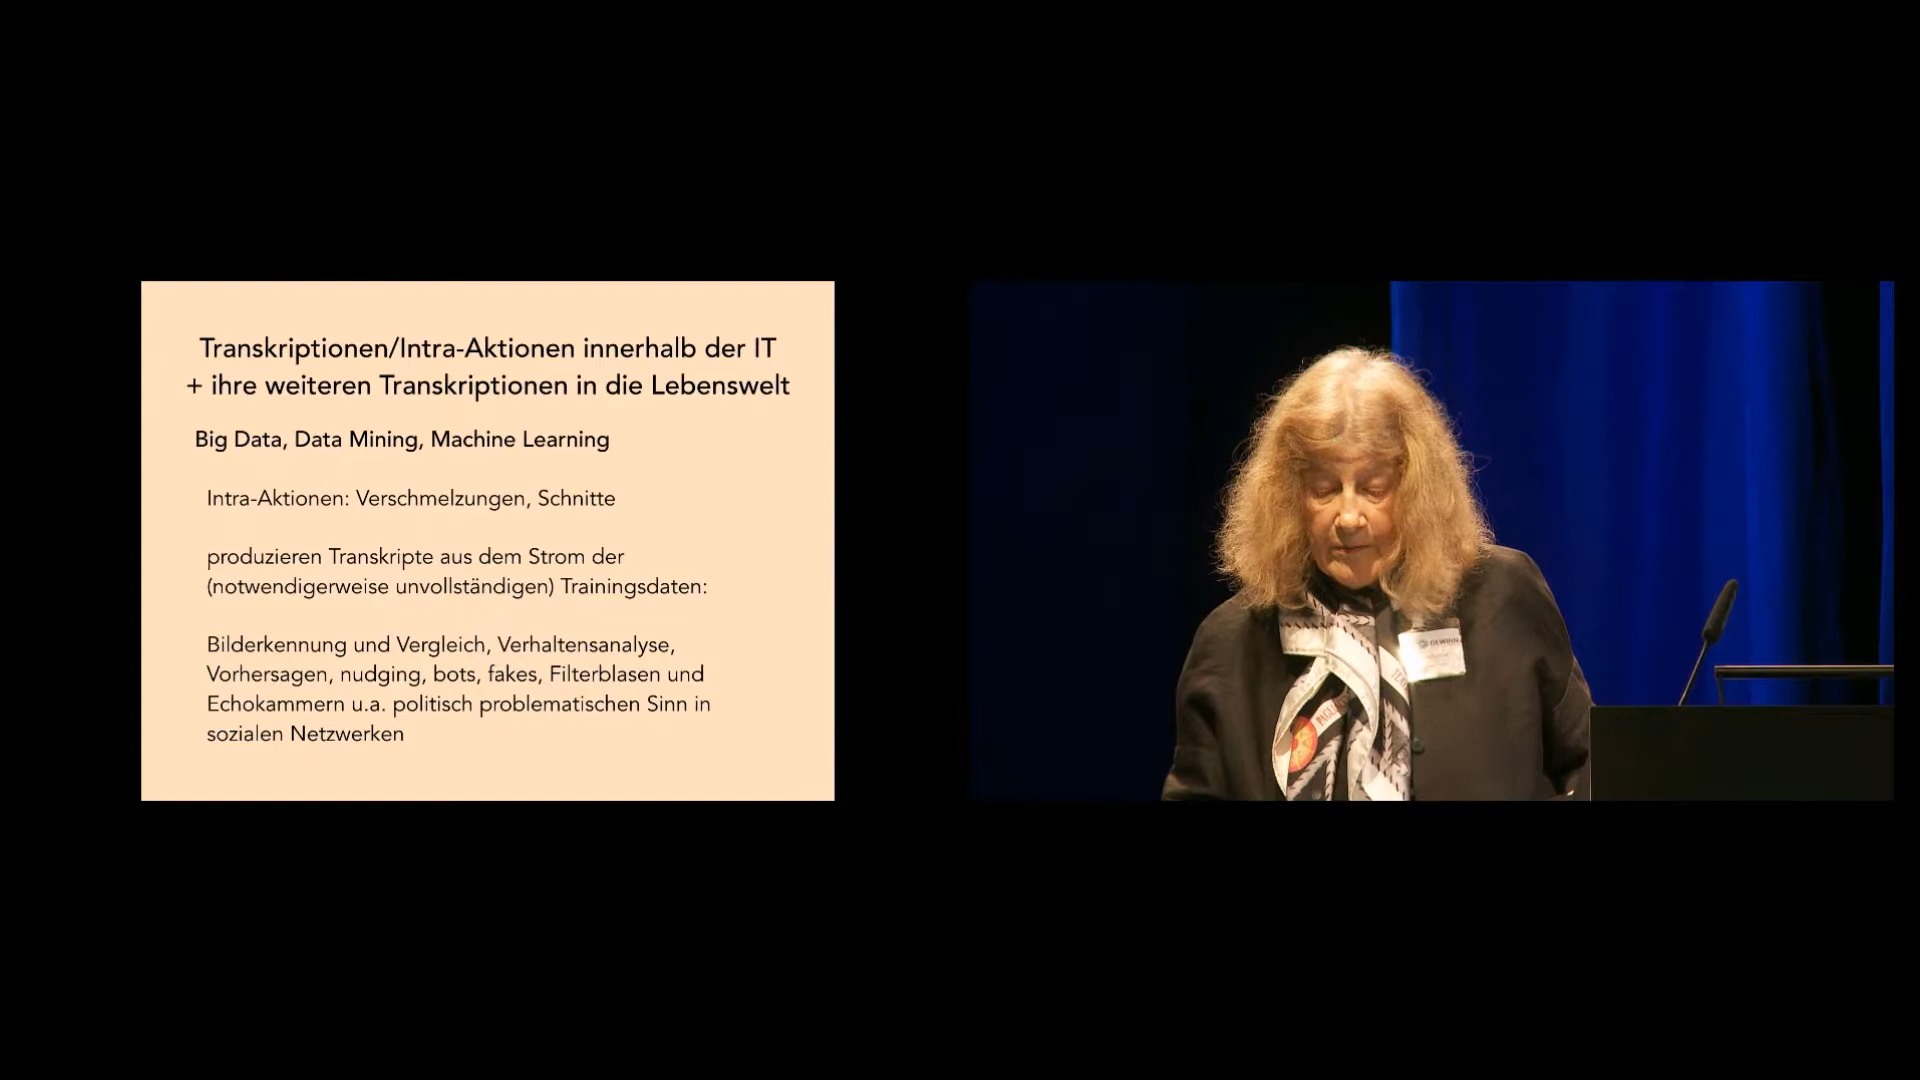 Transkriptionen/Intra-Aktionen innerhalb der IT
+ ihre weiteren Transkriptionen in die Lebenswelt
Big Data, Data Mining, Machine Learning
Intra-Aktionen: Verschmelzungen, Schnitte
produzieren Transkripte aus dem Strom der
(notwendigerweise unvollständigen) Trainingsdaten:
Bilderkennung und Vergleich, Verhaltensanalyse,
Vorhersagen, nudging, bots, fakes, Filterblasen und
Echokammern u.a. politisch problematischen Sinn in
sozialen Netzwerken